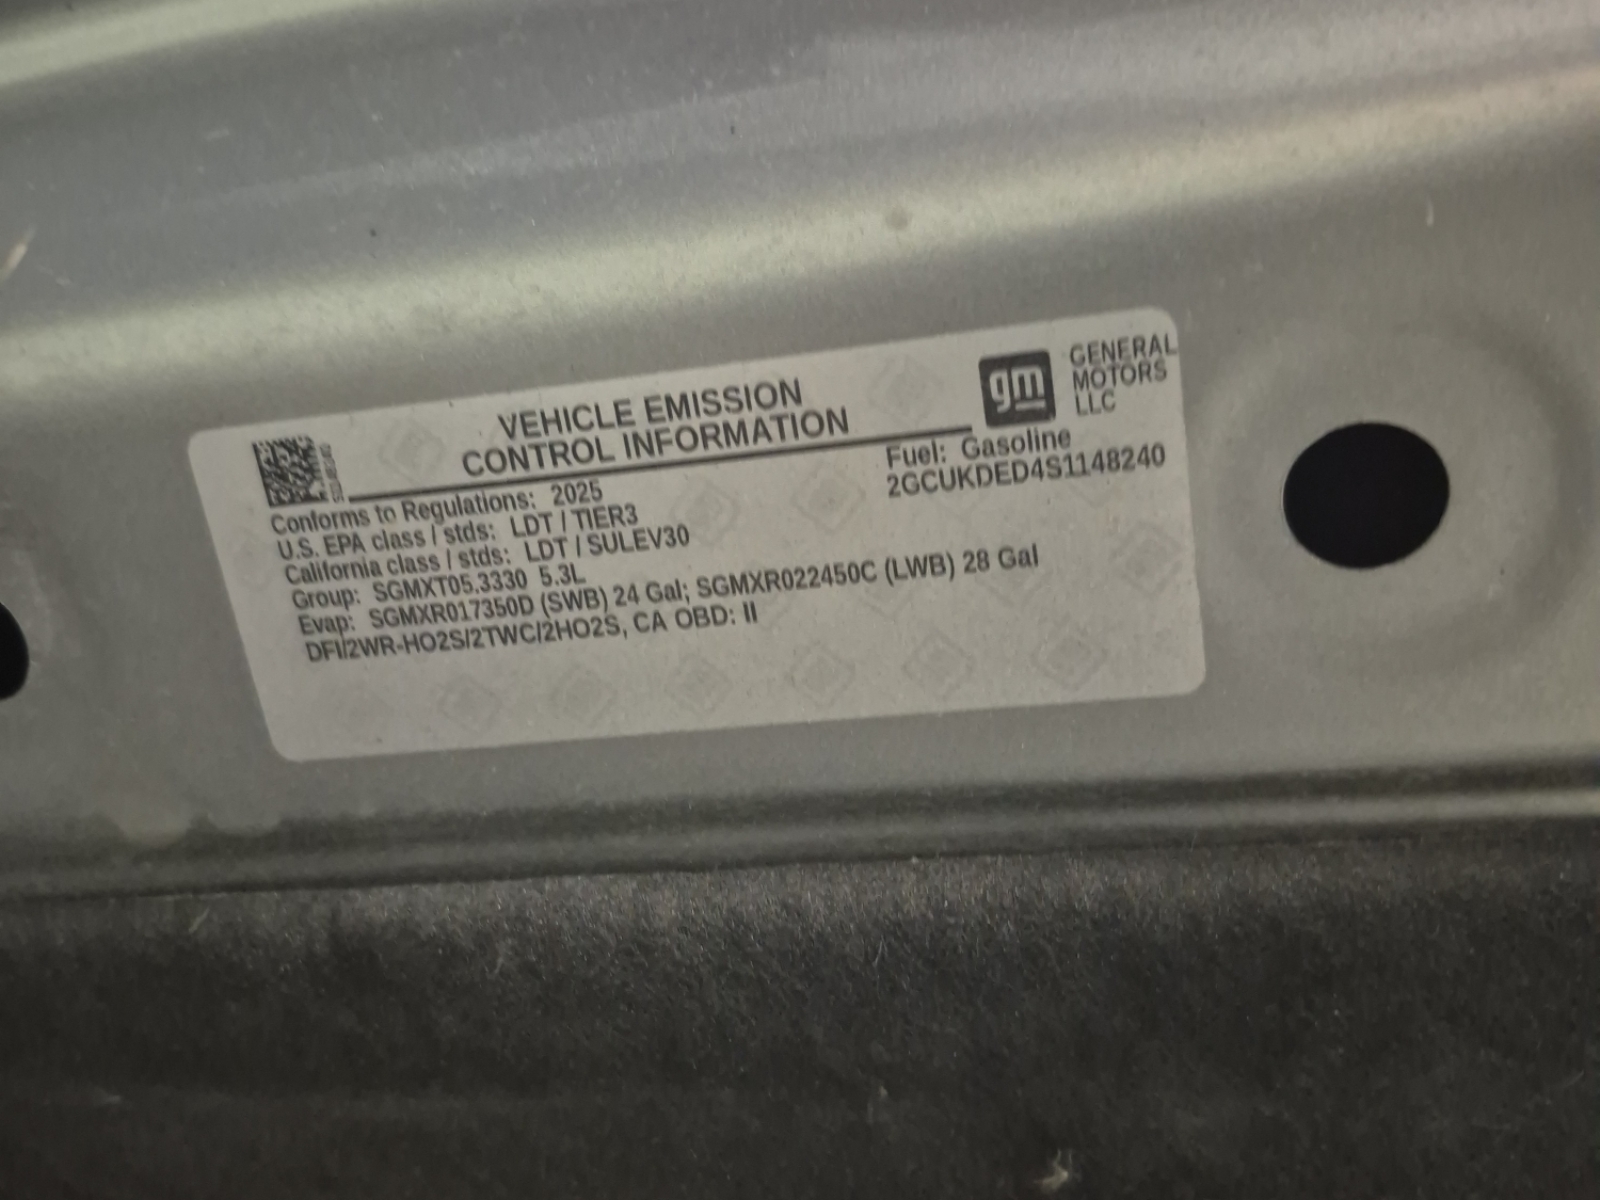 VEHICLE EMISSION
CONTROL INFORMATION
gm
GENERAL
MOTORS
LLC
Fuel: Gasoline
2GCUKDED4S1148240
Conforms to Regulations: 2025
U.S. EPA class / stds: LDT / TIER3
California class / stds: LDT / SULEV30
Group: SGMXT05.3330 5.3L
Evap: SGMXR017350D (SWB) 24 Gal; SGMXR022450C (LWB) 28 Gal
DFI/2WR-HO2S/2TWC/2HO2S, CA OBD: II